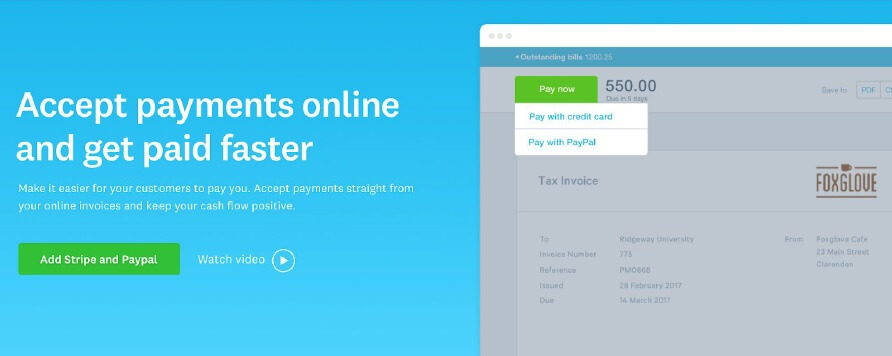 Accept payments online
and get paid faster
Make it easier for your customers to pay you. Accept payments straight from
your online invoices and keep your cash flow positive.
Add Stripe and Paypal
Watch video
• Outstanding bills 1200.25
Pay now
550.00
Due in 6 days
Save to
PDF
Pay with credit card
Pay with PayPal
Tax Invoice
FOXGLOVE
To Ridgeway University
Invoice Number 773
Reference PMO668
Issued 28 February 2017
Due 14 March 2017
From Foxglove Cafe
23 Main Street
Clarendon